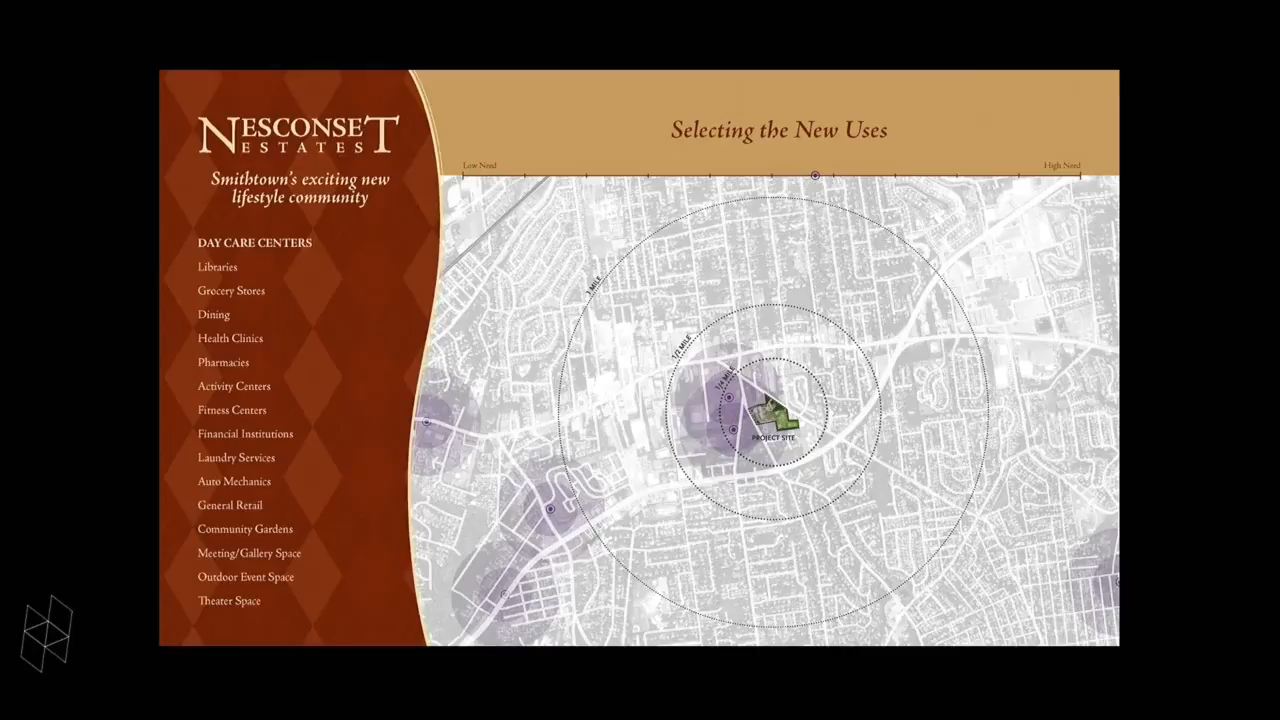 NESCONSET
ESTATES
Smithtown's exciting new
lifestyle community
DAY CARE CENTERS
Libraries
Grocery Stores
Dining
Health Clinics
Pharmacies
Activity Centers
Fitness Centers
Financial Institutions
Laundry Services
Auto Mechanics
General Retail
Community Gardens
Meeting/Gallery Space
Outdoor Event Space
Theater Space
Selecting the New Uses
Low Need
High Need
1 MILE
1/2 MILE
1/4 MILE
PROJECT SITE